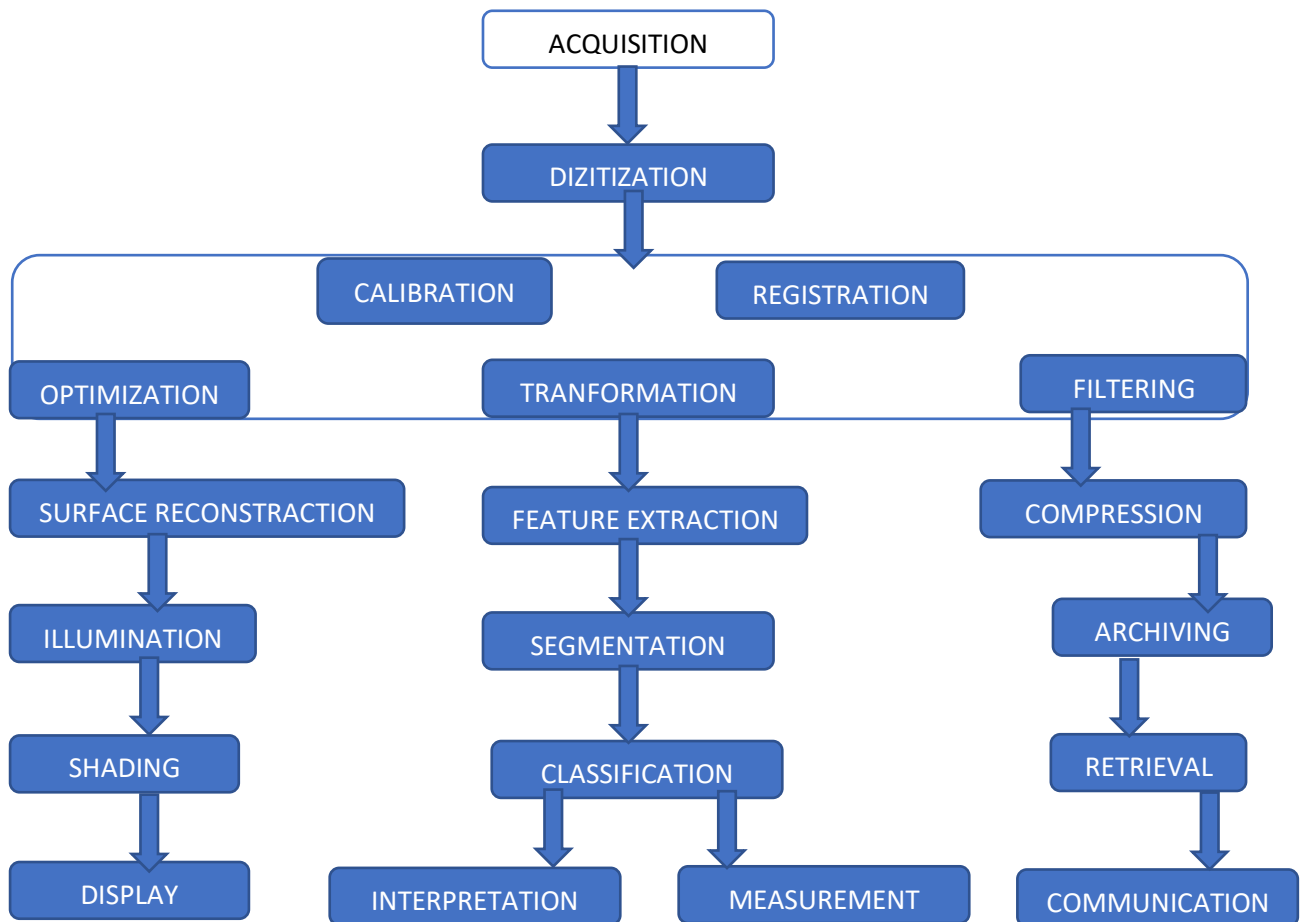 ACQUISITION
DIZITIZATION
CALIBRATION
REGISTRATION
OPTIMIZATION
TRANFORMATION
FILTERING
SURFACE RECONSTRACTION
FEATURE EXTRACTION
COMPRESSION
ILLUMINATION
SEGMENTATION
ARCHIVING
SHADING
CLASSIFICATION
RETRIEVAL
DISPLAY
INTERPRETATION
MEASUREMENT
COMMUNICATION